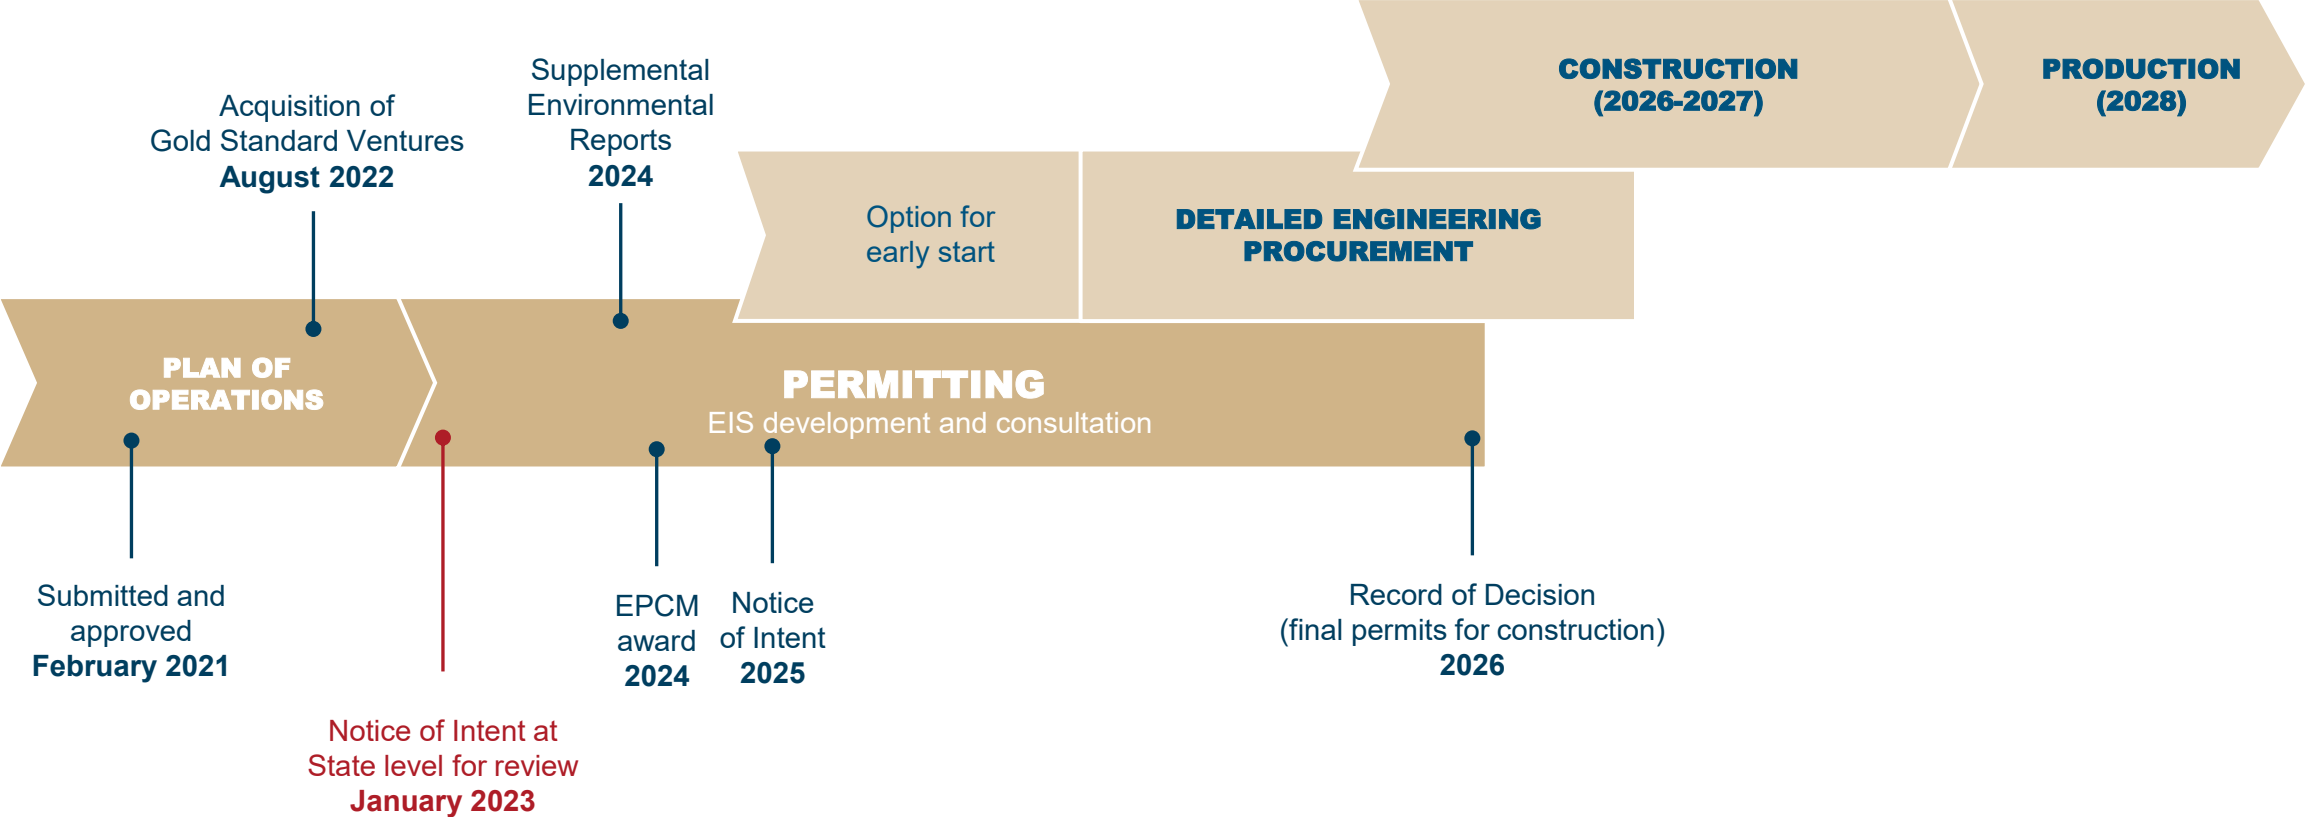 CONSTRUCTION
(2026-2027)
PRODUCTION
(2028)
Supplemental
Environmental
Reports
2024
Acquisition of
Gold Standard Ventures
August 2022
Option for
early start
DETAILED ENGINEERING
PROCUREMENT
PLAN OF
OPERATIONS
PERMITTING
EIS development and consultation
Submitted and
approved
February 2021
Notice of Intent at
State level for review
January 2023
EPCM
award
2024
Notice
of Intent
2025
Record of Decision
(final permits for construction)
2026